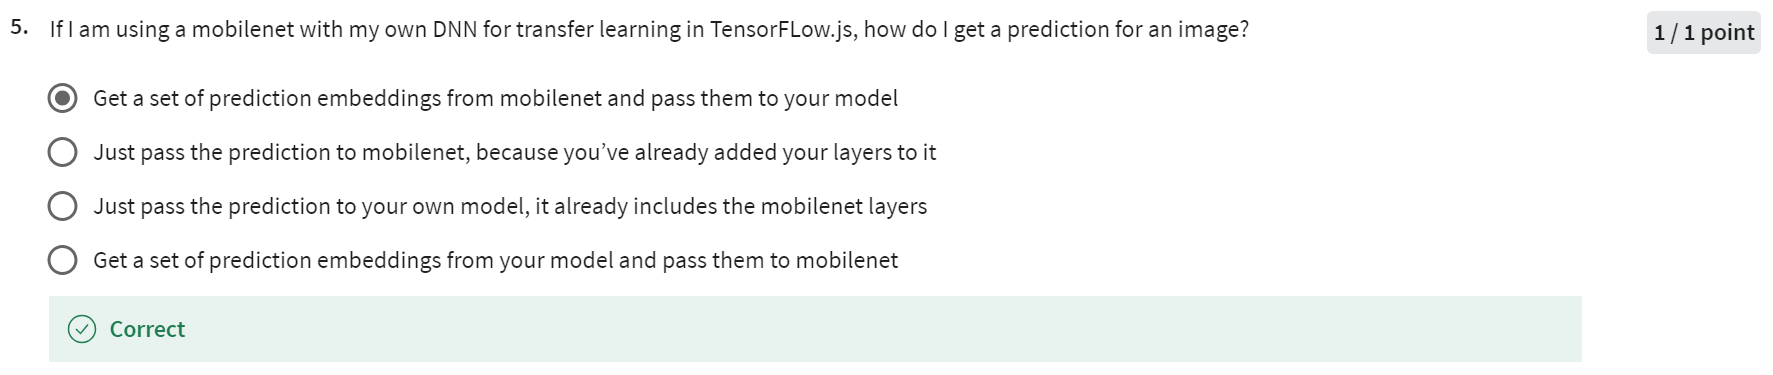 5. If I am using a mobilenet with my own DNN for transfer learning in TensorFLow.js, how do I get a prediction for an image?
1 / 1 point
Get a set of prediction embeddings from mobilenet and pass them to your model
Just pass the prediction to mobilenet, because you’ve already added your layers to it
Just pass the prediction to your own model, it already includes the mobilenet layers
Get a set of prediction embeddings from your model and pass them to mobilenet
Correct